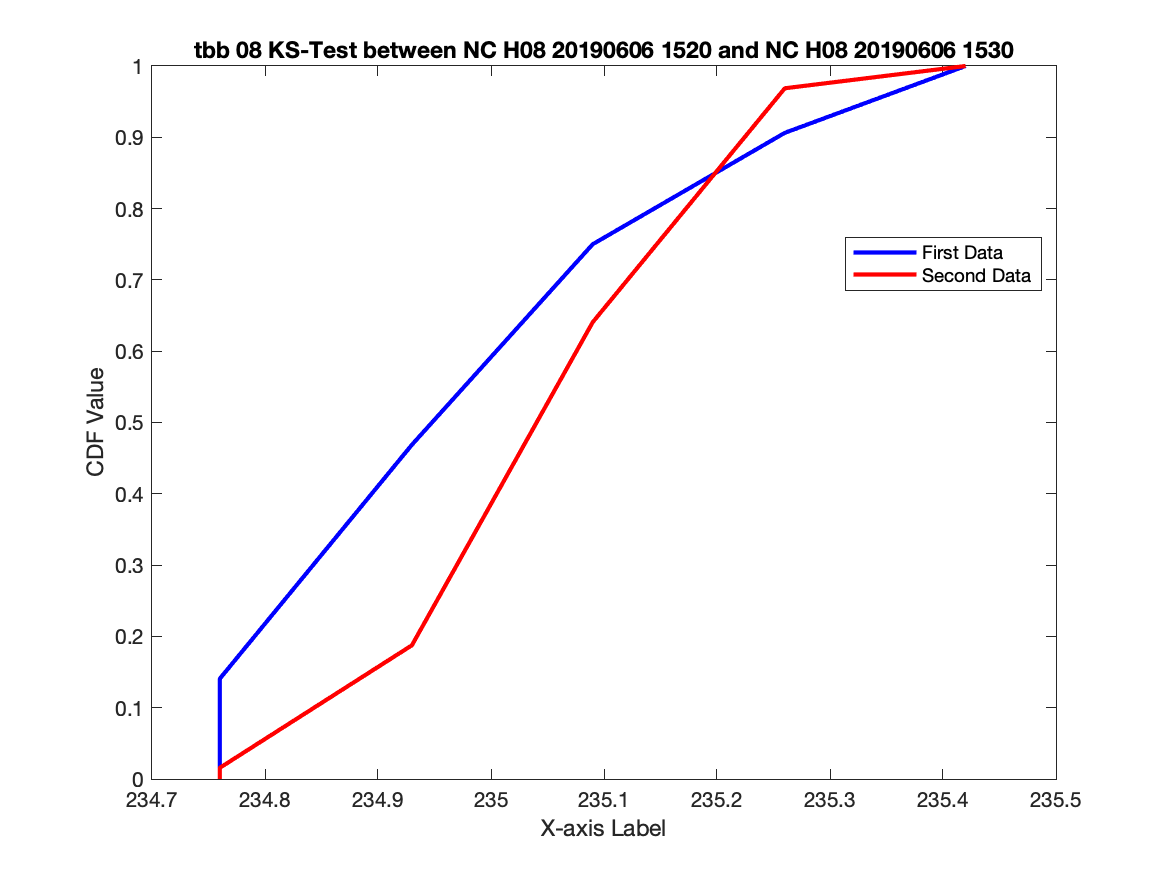 tbb 08 KS-Test between NC H08 20190606 1520 and NC H08 20190606 1530
1
0.9
0.8
0.7
0.6
0.5
0.4
0.3
0.2
0.1
0
CDF Value
First Data
Second Data
234.7 234.8 234.9 235 235.1 235.2 235.3 235.4 235.5
X-axis Label